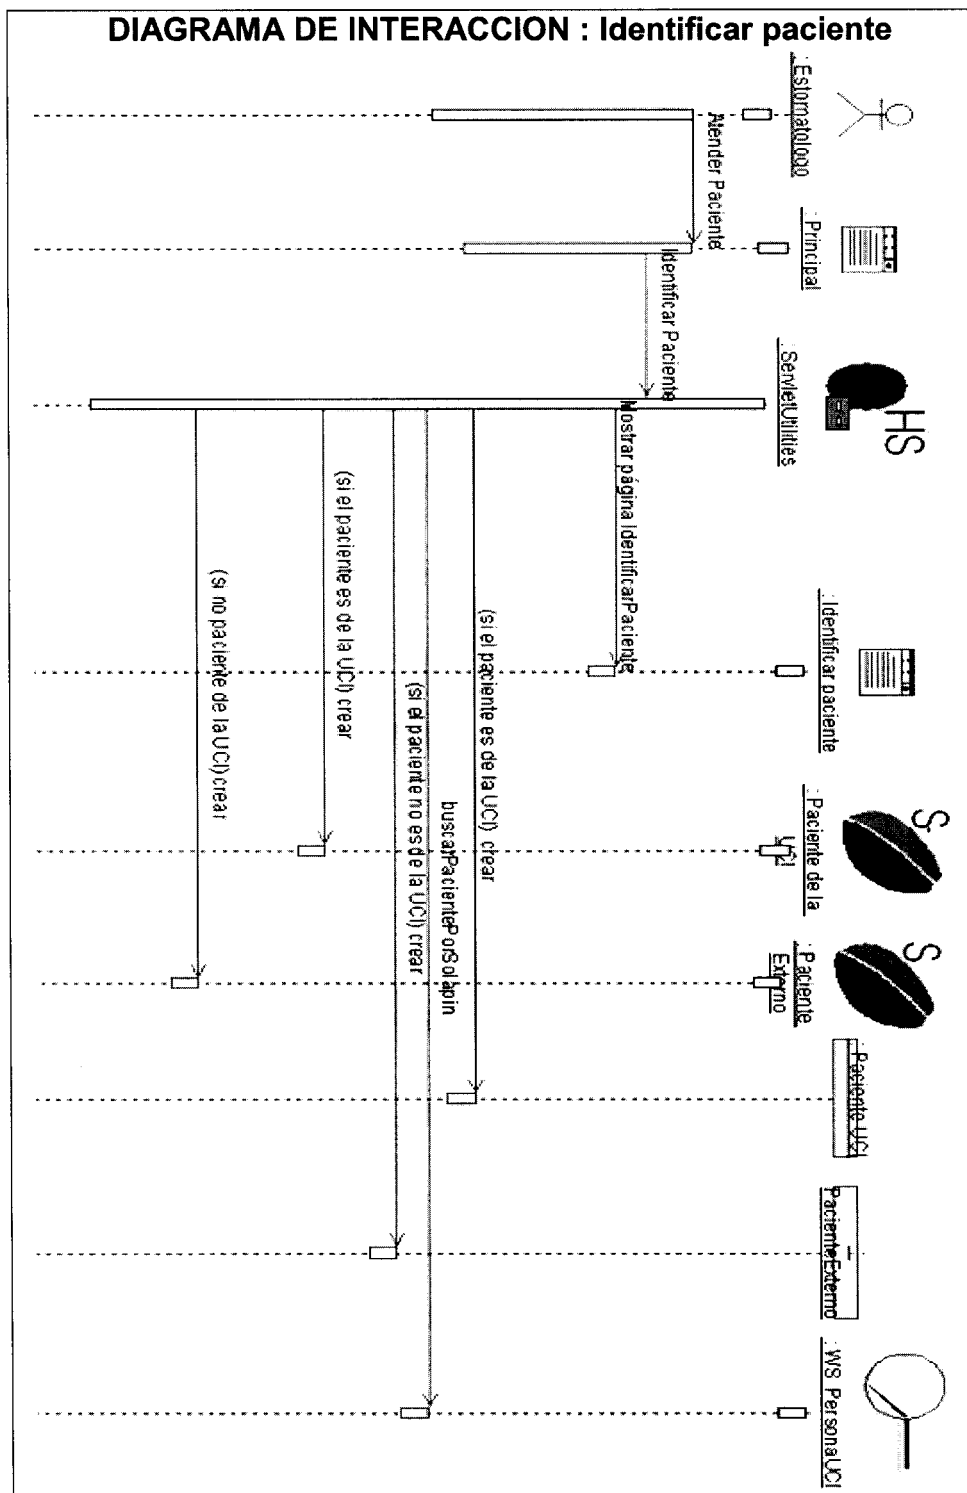 DIAGRAMA DE INTERACCION : Identificar paciente
: Estomatologo
: Principal
: ServletUtilities
HS
: Identificar paciente
: Paciente de la
UCI
S
: Paciente
Externo
S
: Paciente UCI
PacienteExterno
: WS PersonaUCI
Atender Paciente
Identificar Paciente
Mostrar página IdentificarPaciente
(si el paciente es de la UCI) crear
buscarPacientePorSolapin
(si el paciente no es de la UCI) crear
(si el paciente es de la UCI) crear
(si no paciente de la UCI) crear